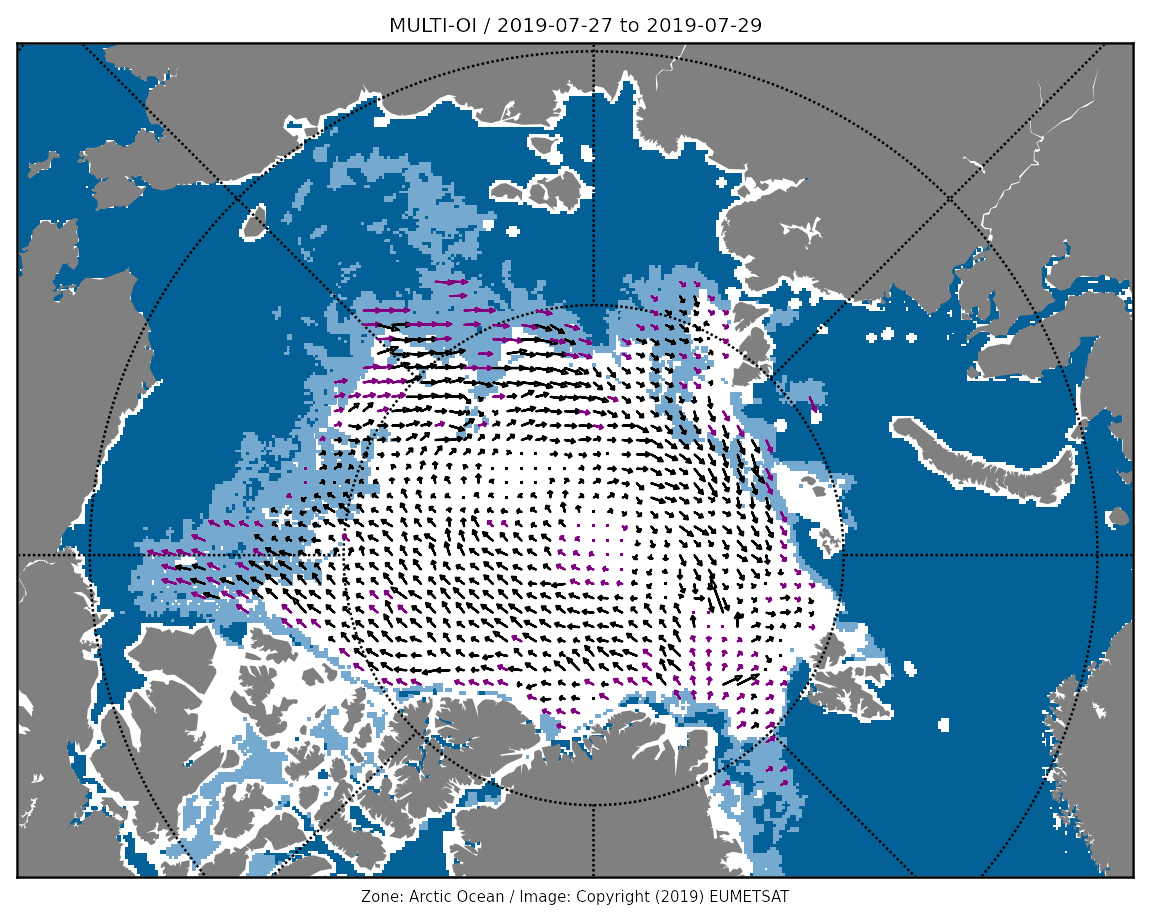 MULTI-OI / 2019-07-27 to 2019-07-29
Zone: Arctic Ocean / Image: Copyright (2019) EUMETSAT